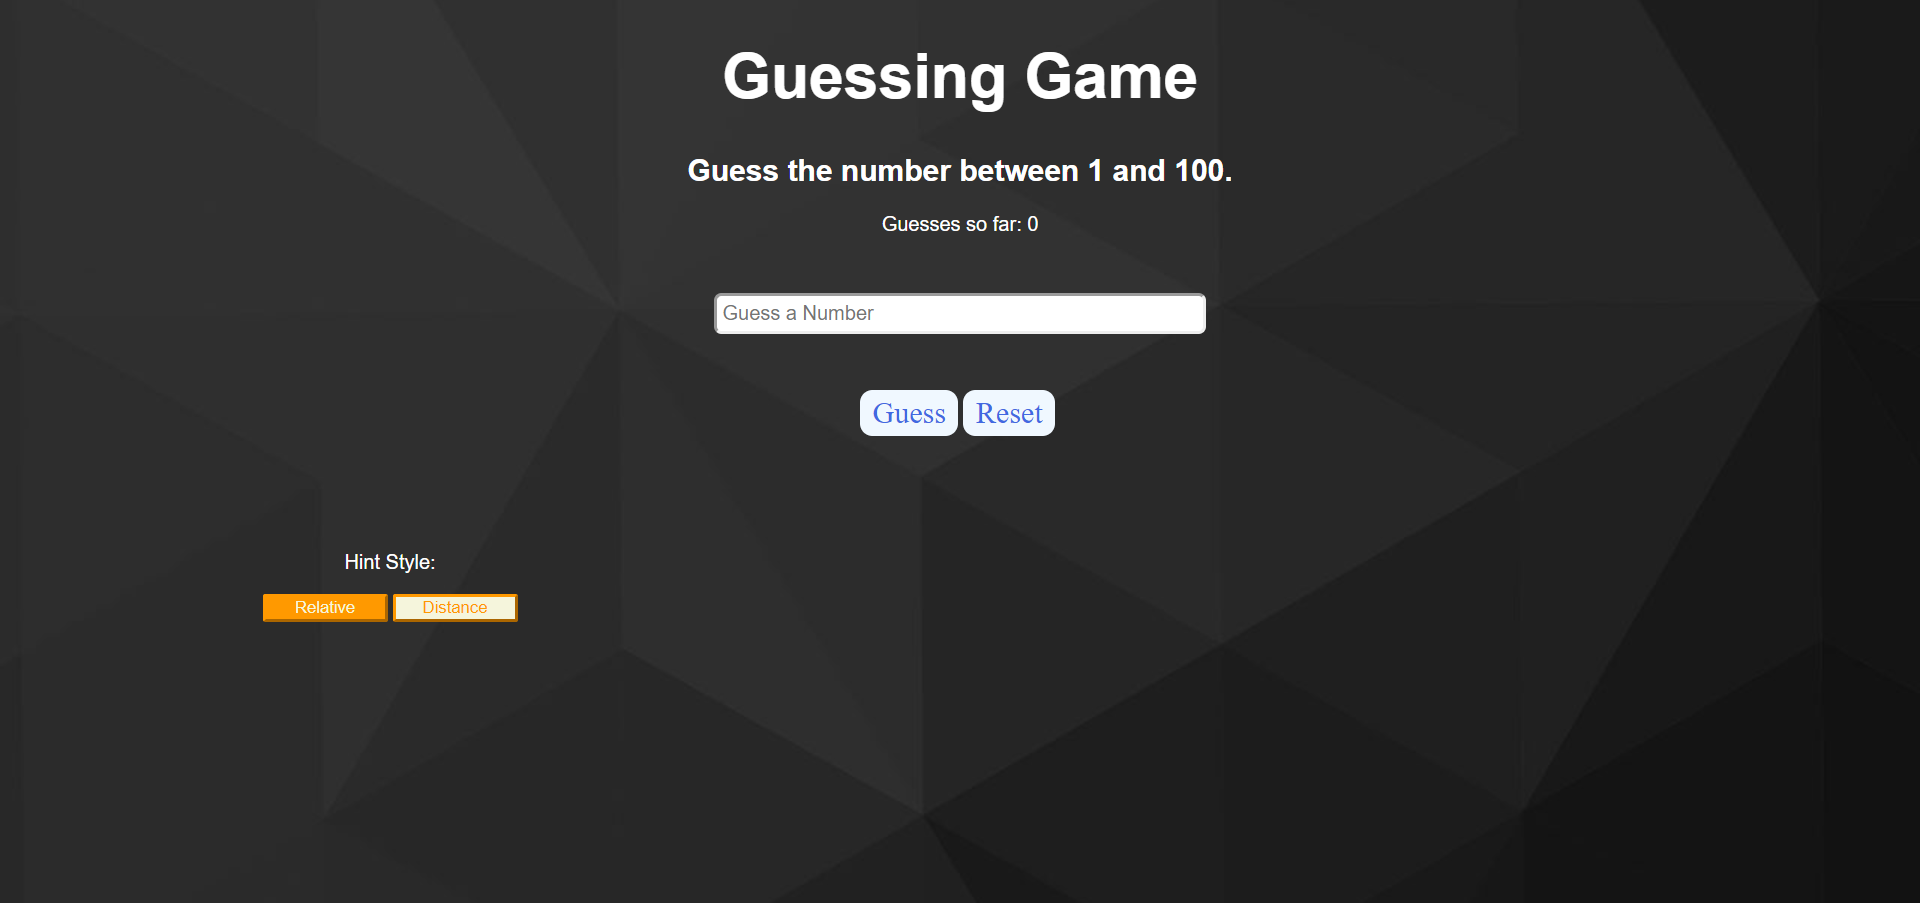 Guessing Game
Guess the number between 1 and 100.
Guesses so far: 0
Guess a Number
Guess Reset
Hint Style:
Relative Distance